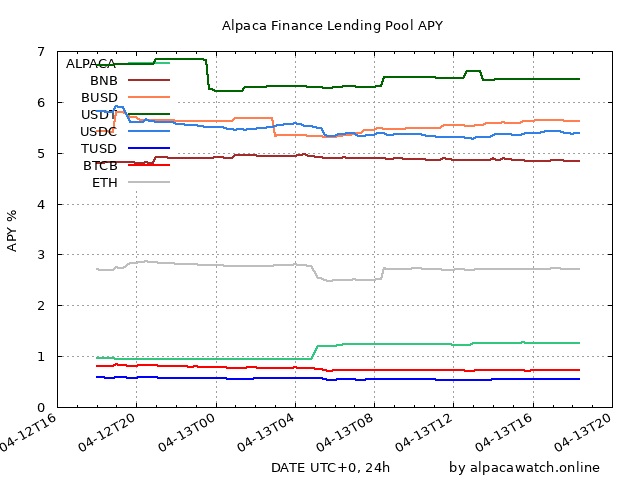 Alpaca Finance Lending Pool APY
7
6
5
4
3
2
1
0
APY %
ALPACA
BNB
BUSD
USDT
USDC
TUSD
BTCB
ETH
04-12T16
04-12T20
04-13T00
04-13T04
04-13T08
04-13T12
04-13T16
04-13T20
DATE UTC+0, 24h
by alpacawatch.online